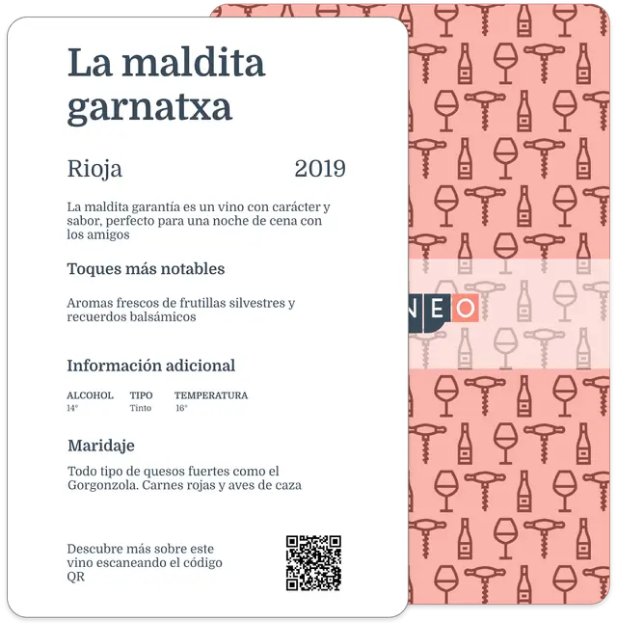 La maldita
garnatxa
Rioja 2019
La maldita garantía es un vino con carácter y
sabor, perfecto para una noche de cena con
los amigos
Toques más notables
Aromas frescos de frutillas silvestres y
recuerdos balsámicos
Información adicional
ALCOHOL TIPO TEMPERATURA
14° Tinto 16°
Maridaje
Todo tipo de quesos fuertes como el
Gorgonzola. Carnes rojas y aves de caza
Descubre más sobre este
vino escaneando el código
QR
NEO